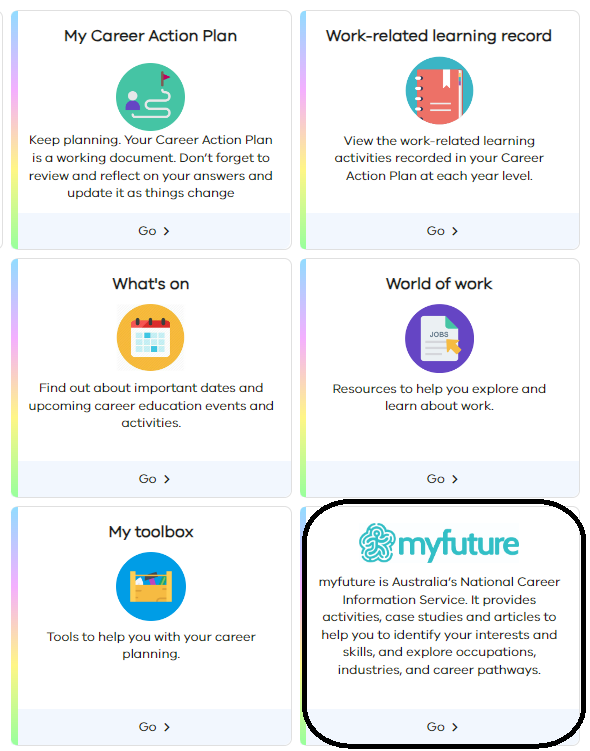 My Career Action Plan
Keep planning. Your Career Action Plan
is a working document. Don’t forget to
review and reflect on your answers and
update it as things change
Go >
Work-related learning record
View the work-related learning
activities recorded in your Career
Action Plan at each year level.
Go >
What's on
Find out about important dates and
upcoming career education events and
activities.
Go >
World of work
JOBS
Resources to help you explore and
learn about work.
Go >
My toolbox
Tools to help you with your career
planning.
Go >
myfuture
myfuture is Australia’s National Career
Information Service. It provides
activities, case studies and articles to
help you to identify your interests and
skills, and explore occupations,
industries, and career pathways.
Go >